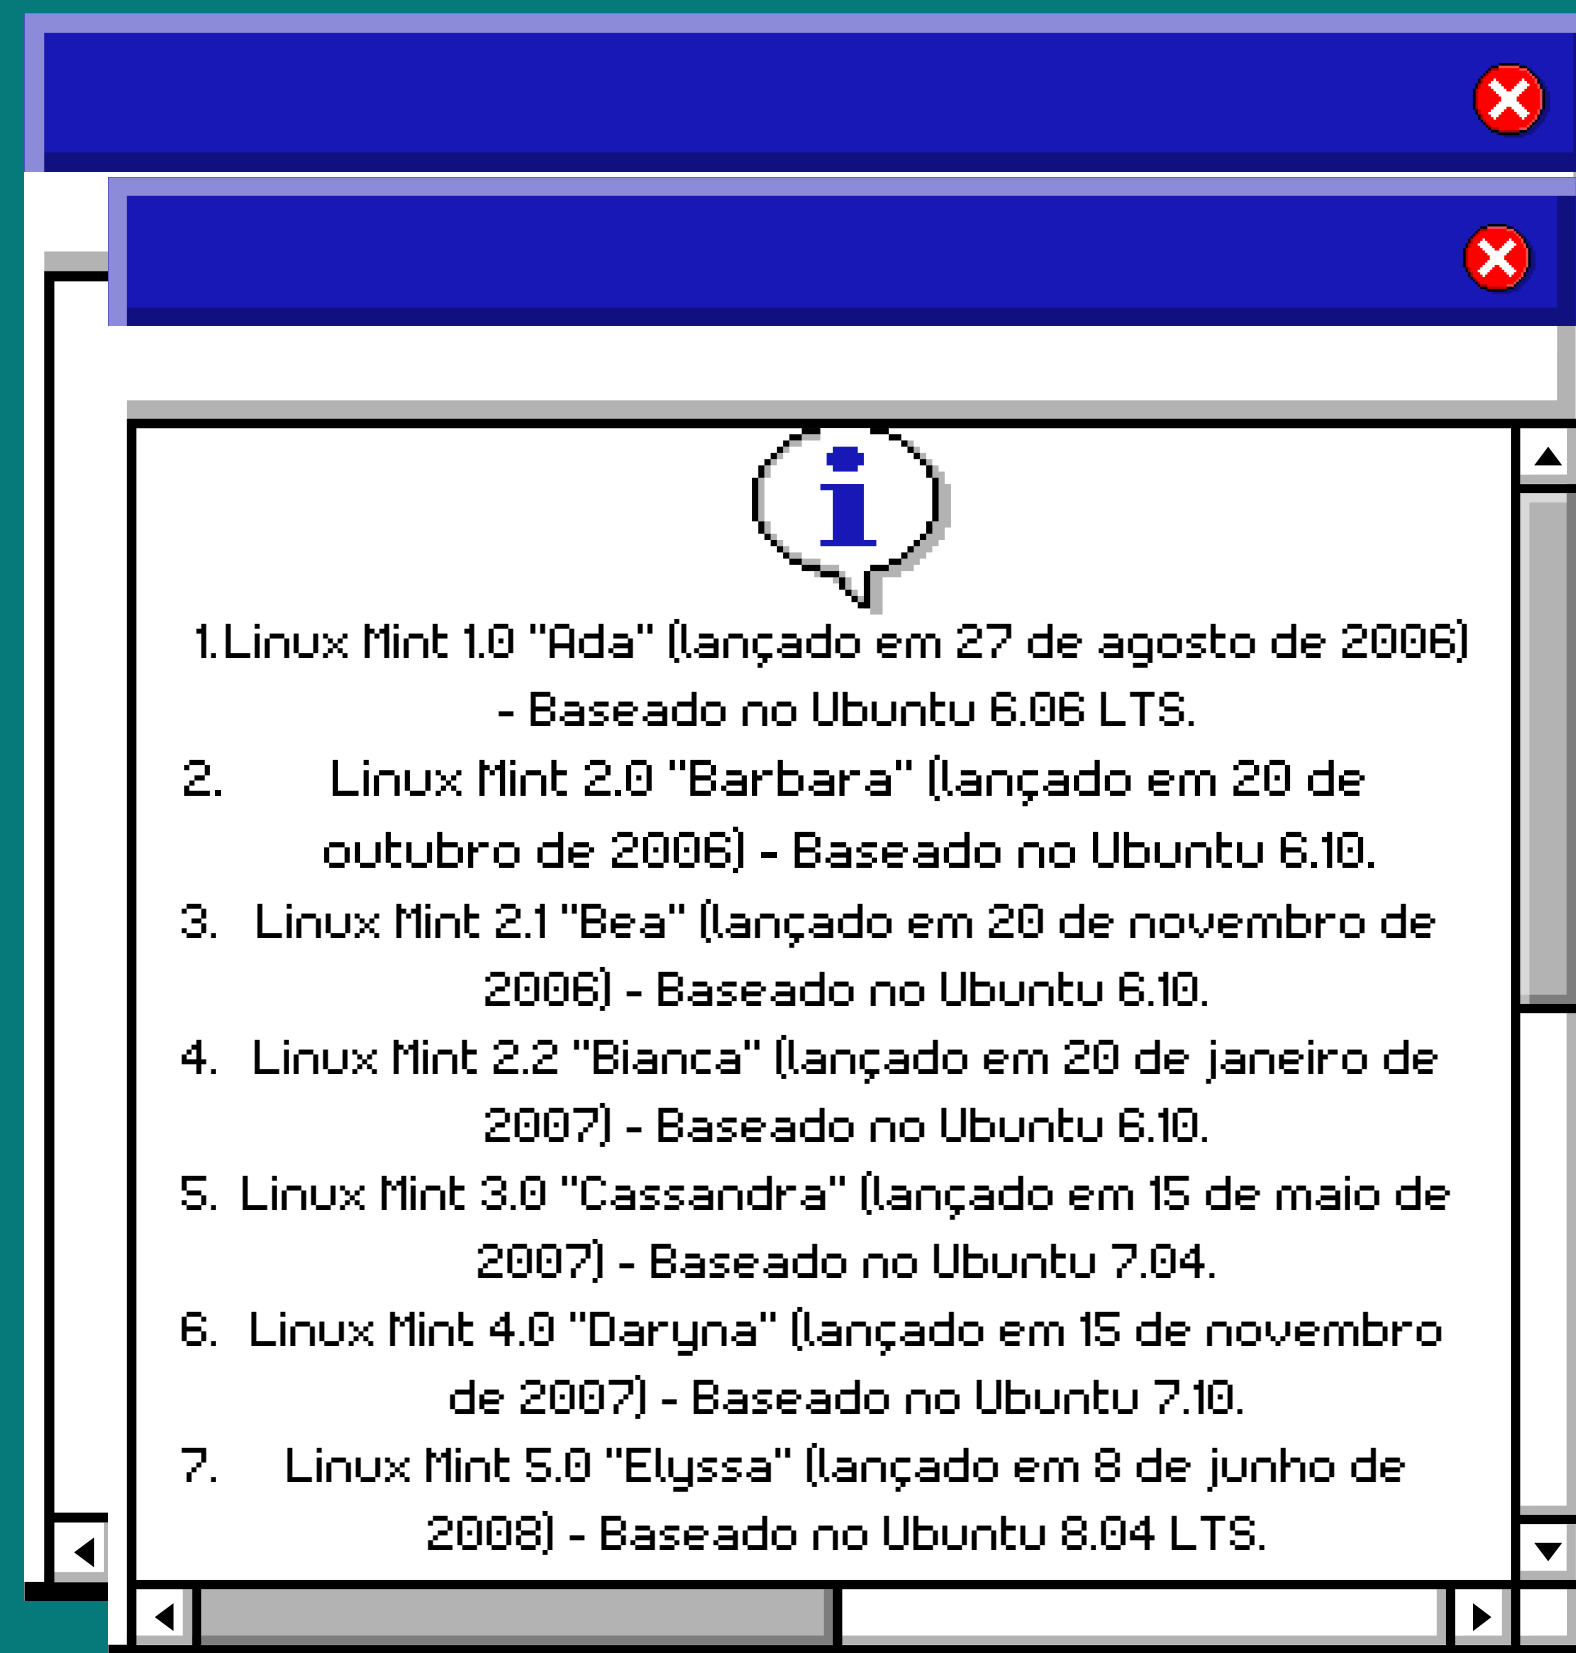 i
1. Linux Mint 1.0 "Ada" (lançado em 27 de agosto de 2006)
- Baseado no Ubuntu 6.06 LTS.
2. Linux Mint 2.0 "Barbara" (lançado em 20 de
outubro de 2006) - Baseado no Ubuntu 6.10.
3. Linux Mint 2.1 "Bea" (lançado em 20 de novembro de
2006) - Baseado no Ubuntu 6.10.
4. Linux Mint 2.2 "Bianca" (lançado em 20 de janeiro de
2007) - Baseado no Ubuntu 6.10.
5. Linux Mint 3.0 "Cassandra" (lançado em 15 de maio de
2007) - Baseado no Ubuntu 7.04.
6. Linux Mint 4.0 "Daryna" (lançado em 15 de novembro
de 2007) - Baseado no Ubuntu 7.10.
7. Linux Mint 5.0 "Elyssa" (lançado em 8 de junho de
2008) - Baseado no Ubuntu 8.04 LTS.